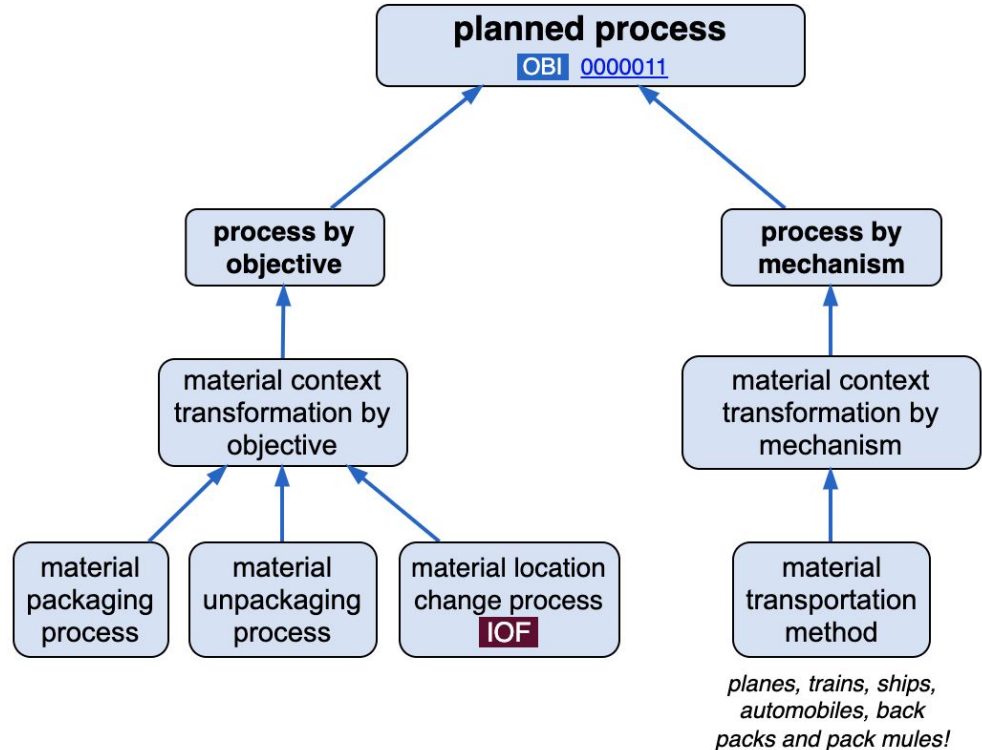 planned process
OBI 0000011
process by
objective
process by
mechanism
material context
transformation by
objective
material context
transformation by
mechanism
material
packaging
process
material
unpackaging
process
material location
change process
IOF
material
transportation
method
planes, trains, ships,
automobiles, back
packs and pack mules!